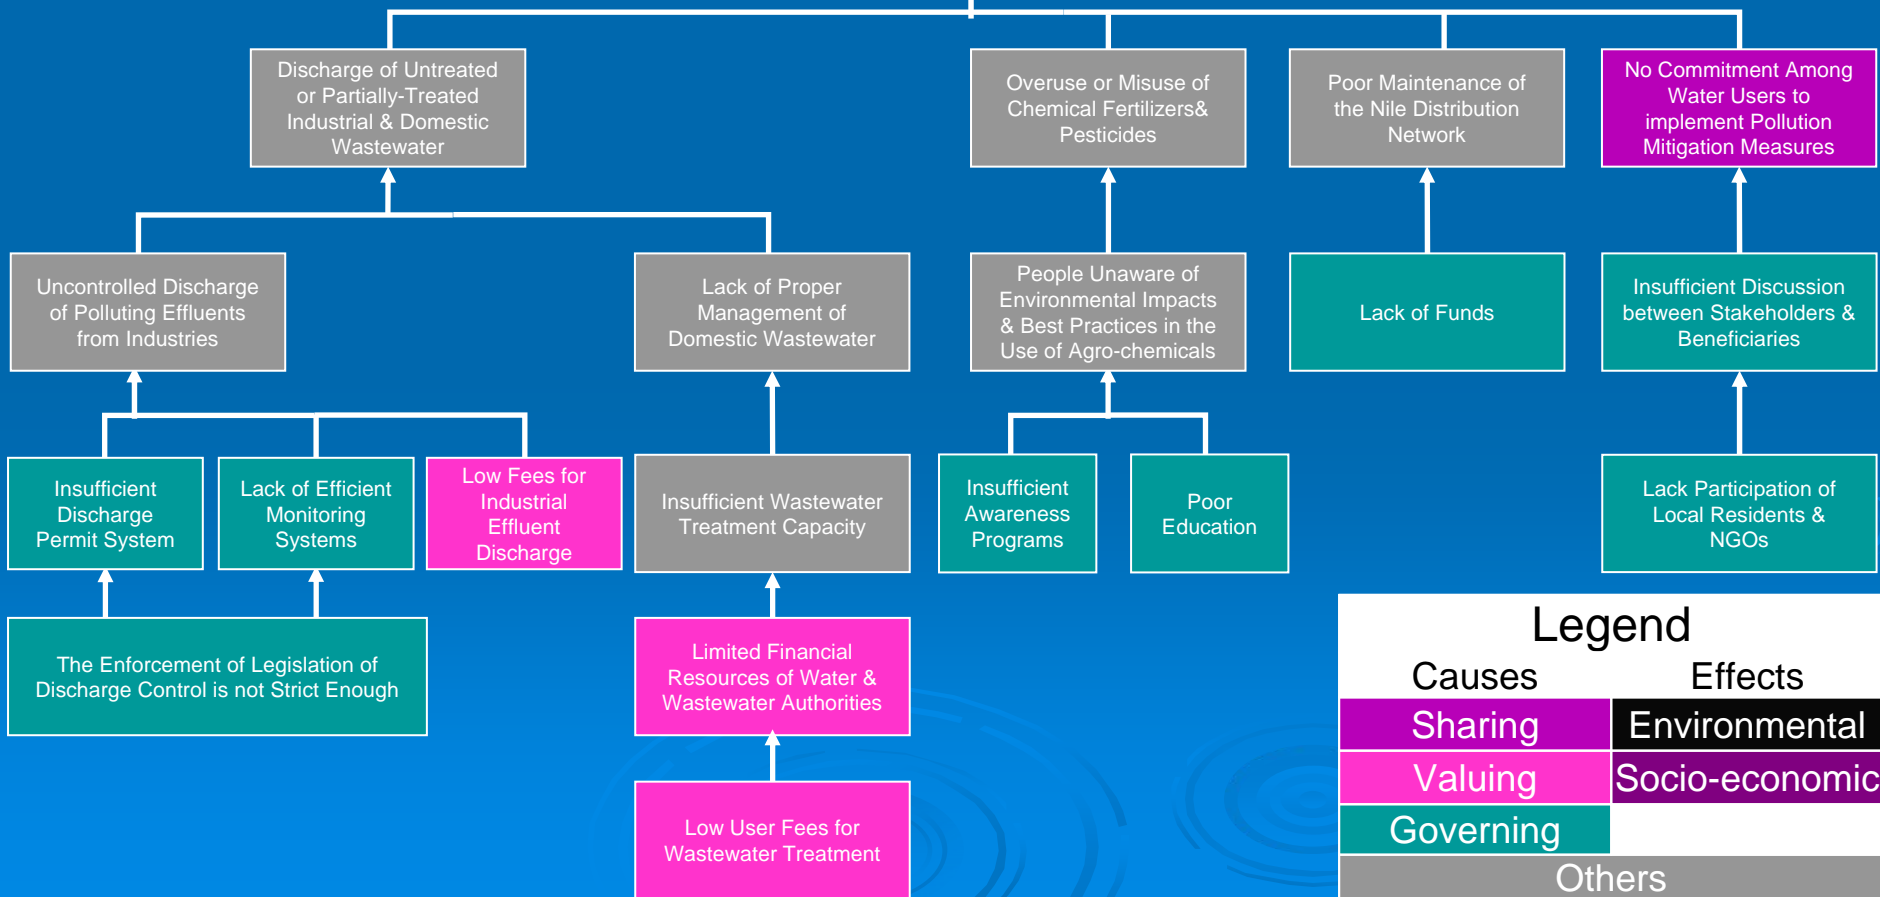 Discharge of Untreated
or Partially-Treated
Industrial & Domestic
Wastewater
Overuse or Misuse of
Chemical Fertilizers&
Pesticides
Poor Maintenance of
the Nile Distribution
Network
No Commitment Among
Water Users to
implement Pollution
Mitigation Measures
Uncontrolled Discharge
of Polluting Effluents
from Industries
Lack of Proper
Management of
Domestic Wastewater
People Unaware of
Environmental Impacts
& Best Practices in the
Use of Agro-chemicals
Lack of Funds
Insufficient Discussion
between Stakeholders &
Beneficiaries
Insufficient
Discharge
Permit System
Lack of Efficient
Monitoring
Systems
Low Fees for
Industrial
Effluent
Discharge
Insufficient Wastewater
Treatment Capacity
Insufficient
Awareness
Programs
Poor
Education
Lack Participation of
Local Residents &
NGOs
The Enforcement of Legislation of
Discharge Control is not Strict Enough
Limited Financial
Resources of Water &
Wastewater Authorities
Low User Fees for
Wastewater Treatment
Legend
Causes Effects
Sharing Environmental
Valuing Socio-economic
Governing
Others